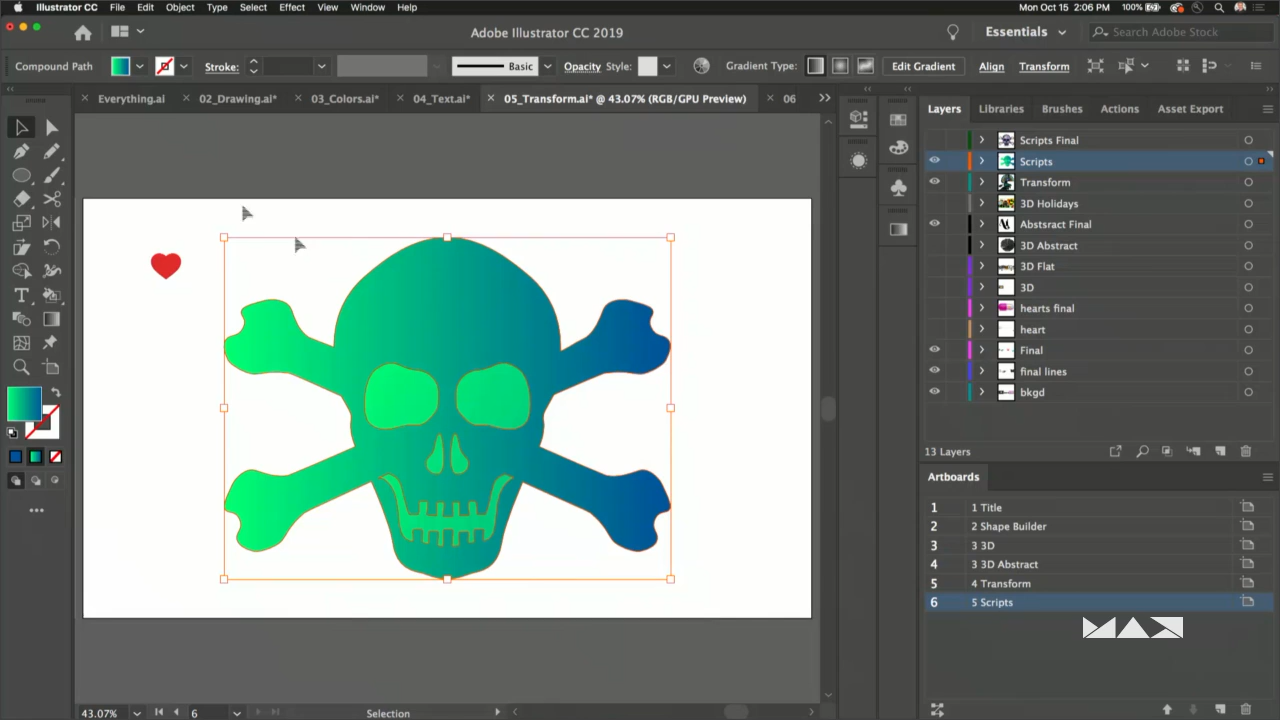 Illustrator CC File Edit Object Type Select Effect View Window Help Mon Oct 15 2:06 PM 100%
Adobe Illustrator CC 2019 Essentials Search Adobe Stock
Compound Path Stroke: Basic Opacity Style: Gradient Type: Edit Gradient Align Transform
Everything.ai 02_Drawing.ai* 03_Colors.ai* 04_Text.ai* 05_Transform.ai* @ 43.07% (RGB/GPU Preview) 06
Layers Libraries Brushes Actions Asset Export
Scripts Final
Scripts
Transform
3D Holidays
Abstsract Final
3D Abstract
3D Flat
3D
hearts final
heart
Final
final lines
bkgd
13 Layers
Artboards
1 1 Title
2 2 Shape Builder
3 3 3D
4 3 3D Abstract
5 4 Transform
6 5 Scripts
MAX
43.07% 6 Selection